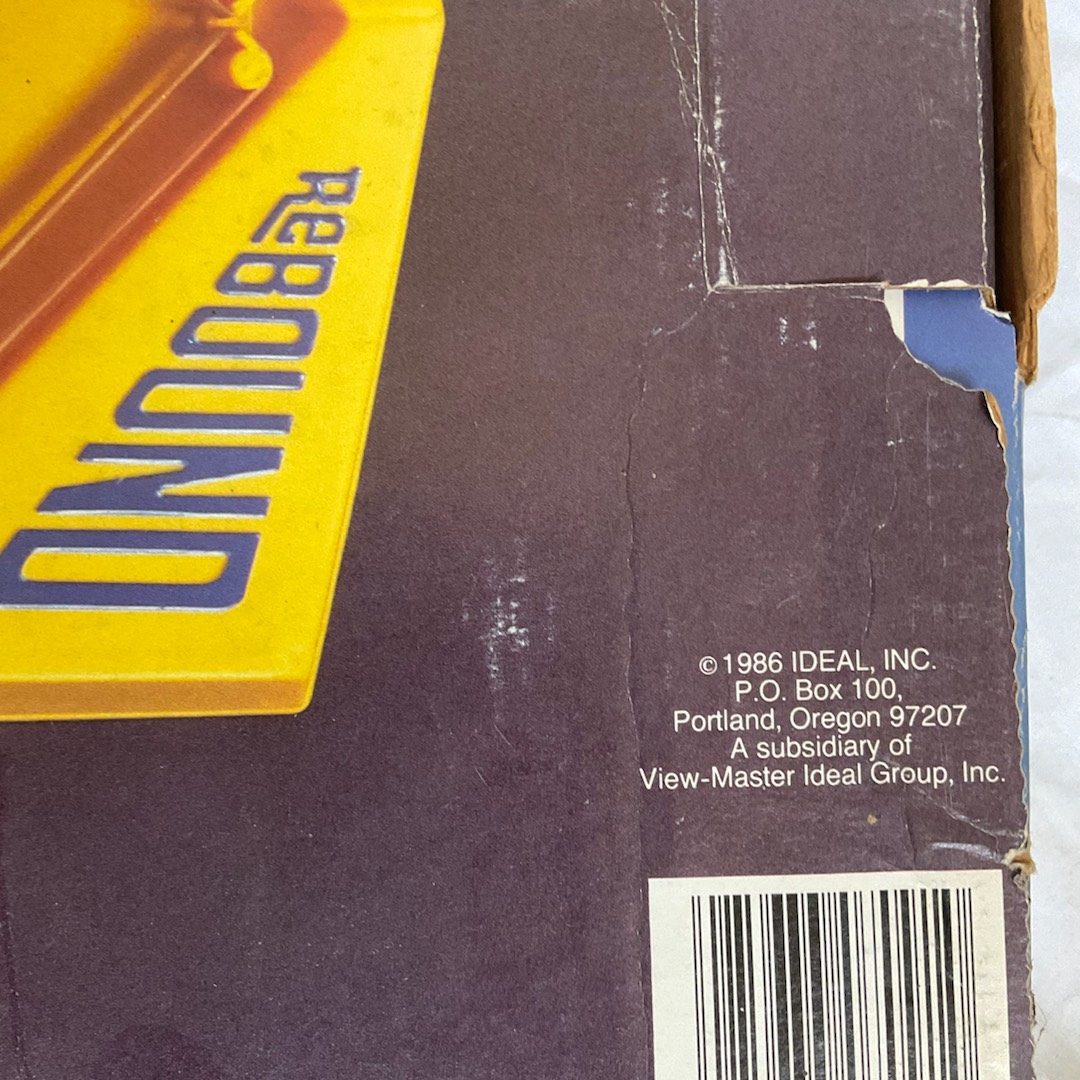 ReBOUND
© 1986 IDEAL, INC.
P.O. Box 100,
Portland, Oregon 97207
A subsidiary of
View-Master Ideal Group, Inc.